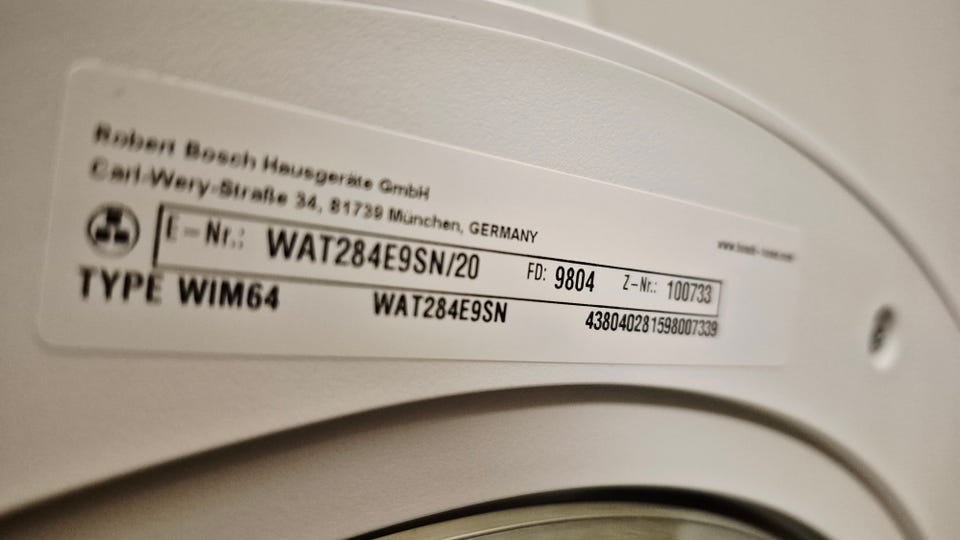 Robert Bosch Hausgeräte GmbH
Carl-Wery-Straße 34, 81739 München, GERMANY
E-Nr.: WAT284E9SN/20 FD: 9804 Z-Nr.: 100733
TYPE WIM64 WAT284E9SN 438040281598007339